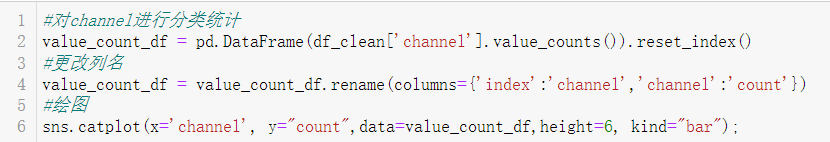 1 #对channel进行分类统计
2 value_count_df = pd.DataFrame(df_clean['channel'].value_counts()).reset_index()
3 #更改列名
4 value_count_df = value_count_df.rename(columns={'index':'channel','channel':'count'})
5 #绘图
6 sns.catplot(x='channel', y="count",data=value_count_df,height=6, kind="bar");